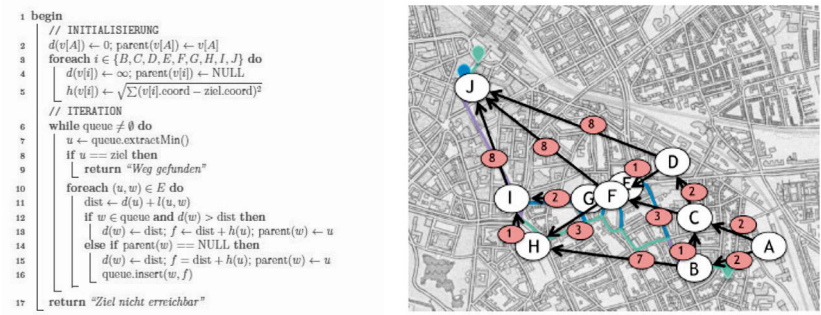 1 begin
// INITIALISIERUNG
2 d(v[A]) ← 0; parent(v[A]) ← v[A]
3 foreach i ∈ {B, C, D, E, F, G, H, I, J} do
4 d(v[i]) ← ∞; parent(v[i]) ← NULL
5 h(v[i]) ← √∑(v[i].coord − ziel.coord)²
// ITERATION
6 while queue ≠ ∅ do
7 u ← queue.extractMin()
8 if u == ziel then
9 return "Weg gefunden"
10 foreach (u, w) ∈ E do
11 dist ← d(u) + l(u, w)
12 if w ∈ queue and d(w) > dist then
13 d(w) ← dist; f ← dist + h(u); parent(w) ← u
14 else if parent(w) == NULL then
15 d(w) ← dist; f = dist + h(u); parent(w) ← u
16 queue.insert(w, f)
17 return "Ziel nicht erreichbar"
J
8
8
8
1
D
E
2
I
2
G
F
3
C
2
1
H
3
1
A
7
B
2